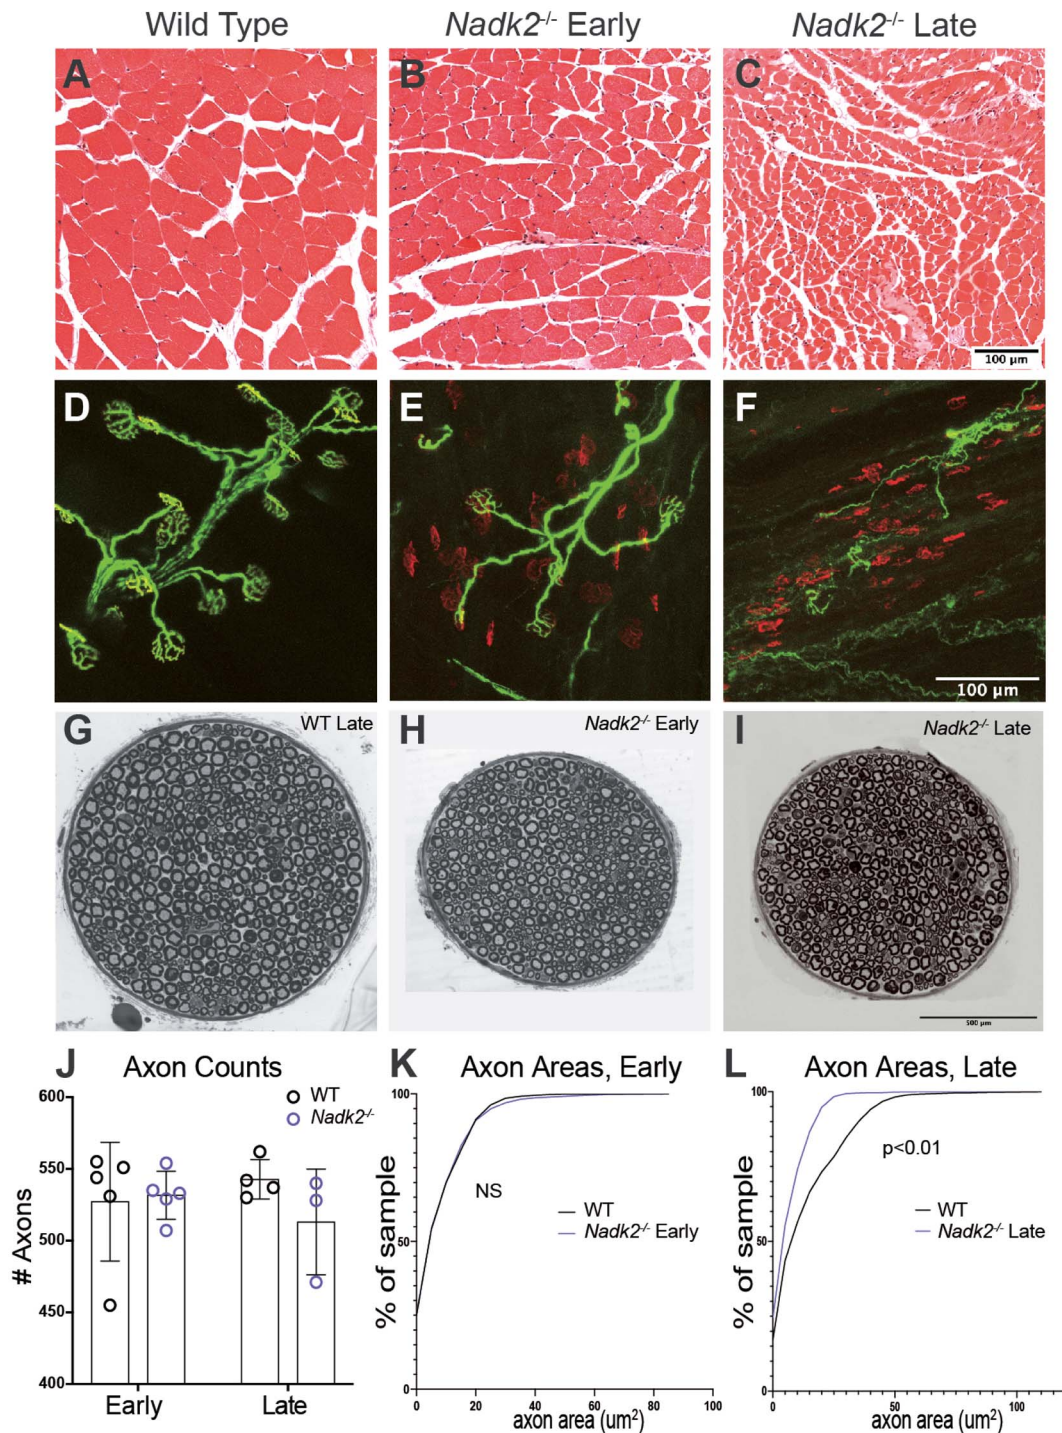 Wild Type
Nadk2-/- Early
Nadk2-/- Late
A
B
C
100 µm
D
E
F
100 µm
G
WT Late
H
Nadk2-/- Early
I
Nadk2-/- Late
500 µm
J
Axon Counts
WT
Nadk2-/-
# Axons
600
550
500
450
400
Early
Late
K
Axon Areas, Early
% of sample
100
50
0
NS
WT
Nadk2-/- Early
0
20
40
60
80
100
axon area (um2)
L
Axon Areas, Late
% of sample
100
50
0
p<0.01
WT
Nadk2-/- Late
0
50
100
axon area (um2)